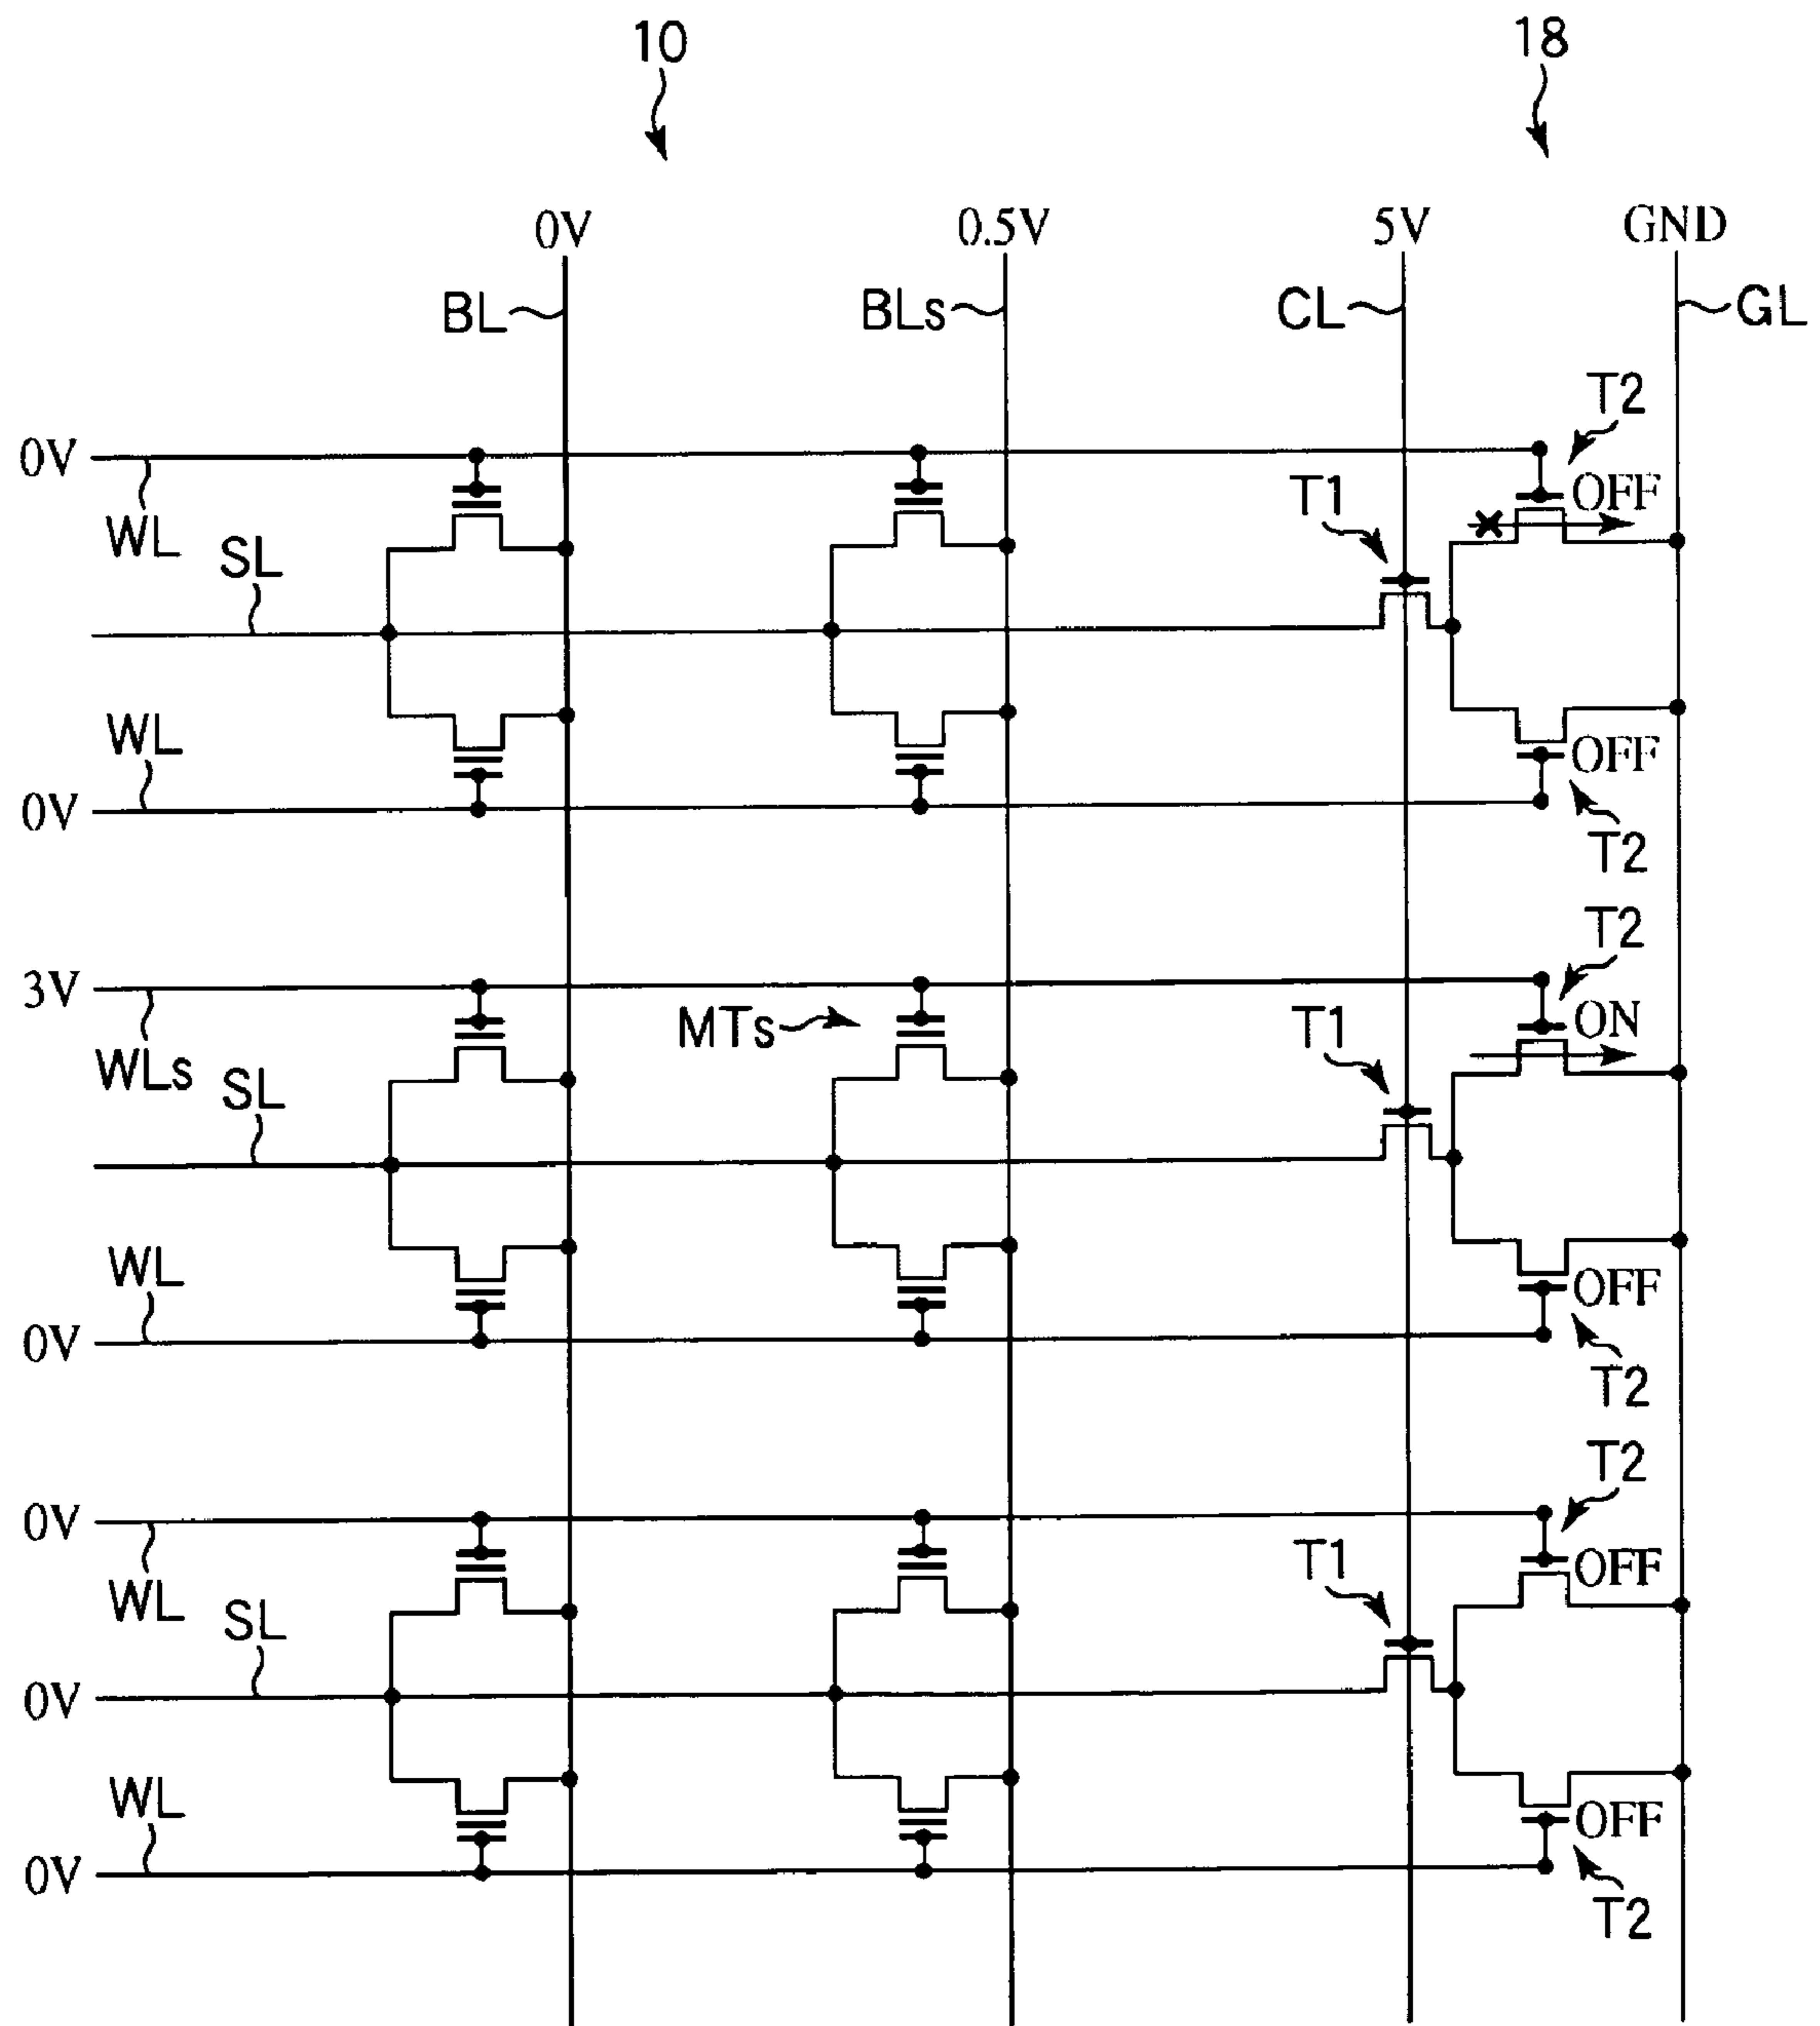 10 18
0V 0.5V 5V GND
BL BLs CL GL
T2
0V OFF
T1
WL
SL
WL
OFF
0V
T2
T2
3V ON
MTs T1
WLs
SL
WL
OFF
0V
T2
T2
0V
T1 OFF
WL
SL
0V
WL
OFF
0V
T2